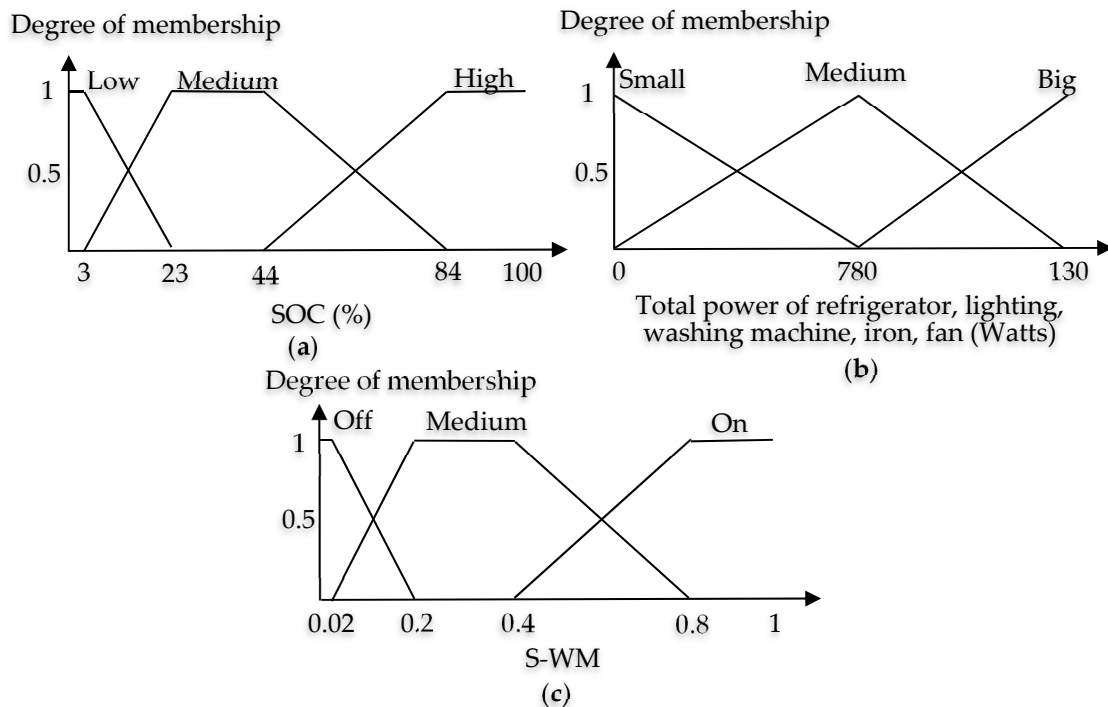 Degree of membership
Low Medium High
1
0.5
3 23 44 84 100
SOC (%)
(a)
Degree of membership
Small Medium Big
1
0.5
0 780 130
Total power of refrigerator, lighting,
washing machine, iron, fan (Watts)
(b)
Degree of membership
Off Medium On
1
0.5
0.02 0.2 0.4 0.8 1
S-WM
(c)